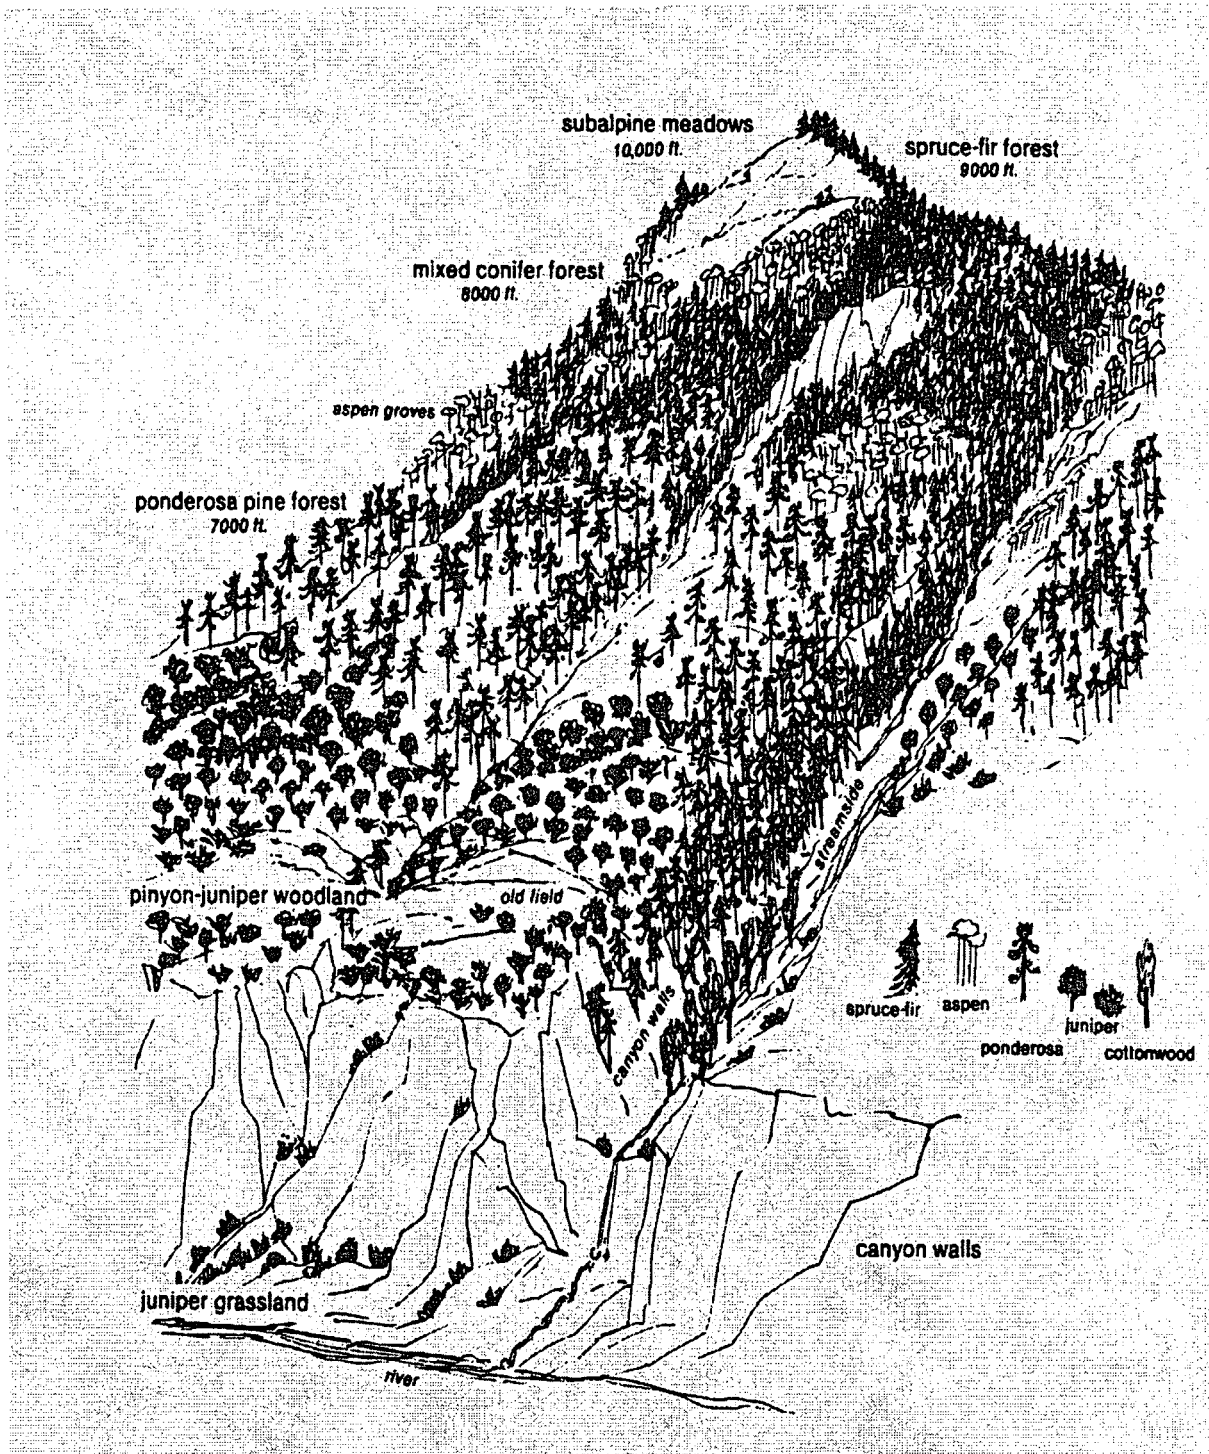 subalpine meadows
10,000 ft.
spruce-fir forest
9000 ft.
mixed conifer forest
8000 ft.
aspen groves
ponderosa pine forest
7000 ft.
streamside
pinyon-juniper woodland
old field
spruce-fir
aspen
ponderosa
juniper
cottonwood
canyon walls
canyon walls
juniper grassland
river